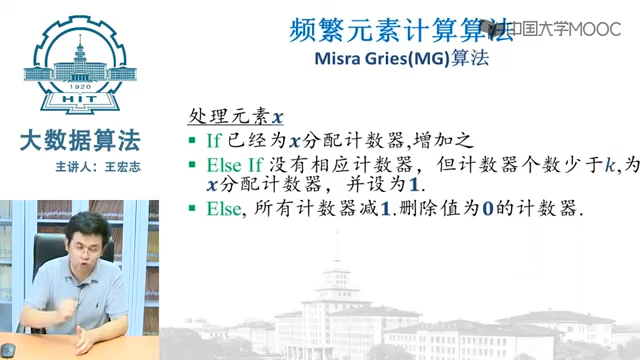 频繁元素计算算法
中国大学MOOC
Misra Gries(MG)算法
1920
HIT
大数据算法
主讲人：王宏志
处理元素x
▪ If 已经为x分配计数器,增加之
▪ Else If 没有相应计数器，但计数器个数少于k,为
x分配计数器，并设为1.
▪ Else, 所有计数器减1.删除值为0的计数器.